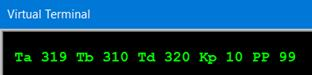 Virtual Terminal
Ta 319 Tb 310 Td 320 Kp 10 PP 99